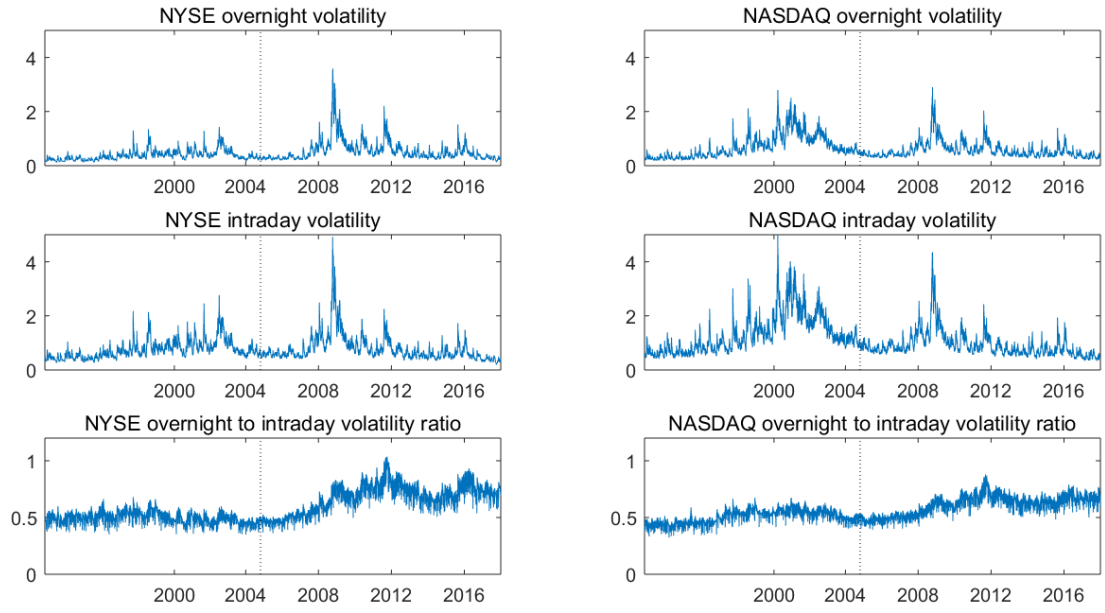 NYSE overnight volatility
4
2
0
2000 2004 2008 2012 2016
NASDAQ overnight volatility
4
2
0
2000 2004 2008 2012 2016
NYSE intraday volatility
4
2
0
2000 2004 2008 2012 2016
NASDAQ intraday volatility
4
2
0
2000 2004 2008 2012 2016
NYSE overnight to intraday volatility ratio
1
0.5
0
2000 2004 2008 2012 2016
NASDAQ overnight to intraday volatility ratio
1
0.5
0
2000 2004 2008 2012 2016